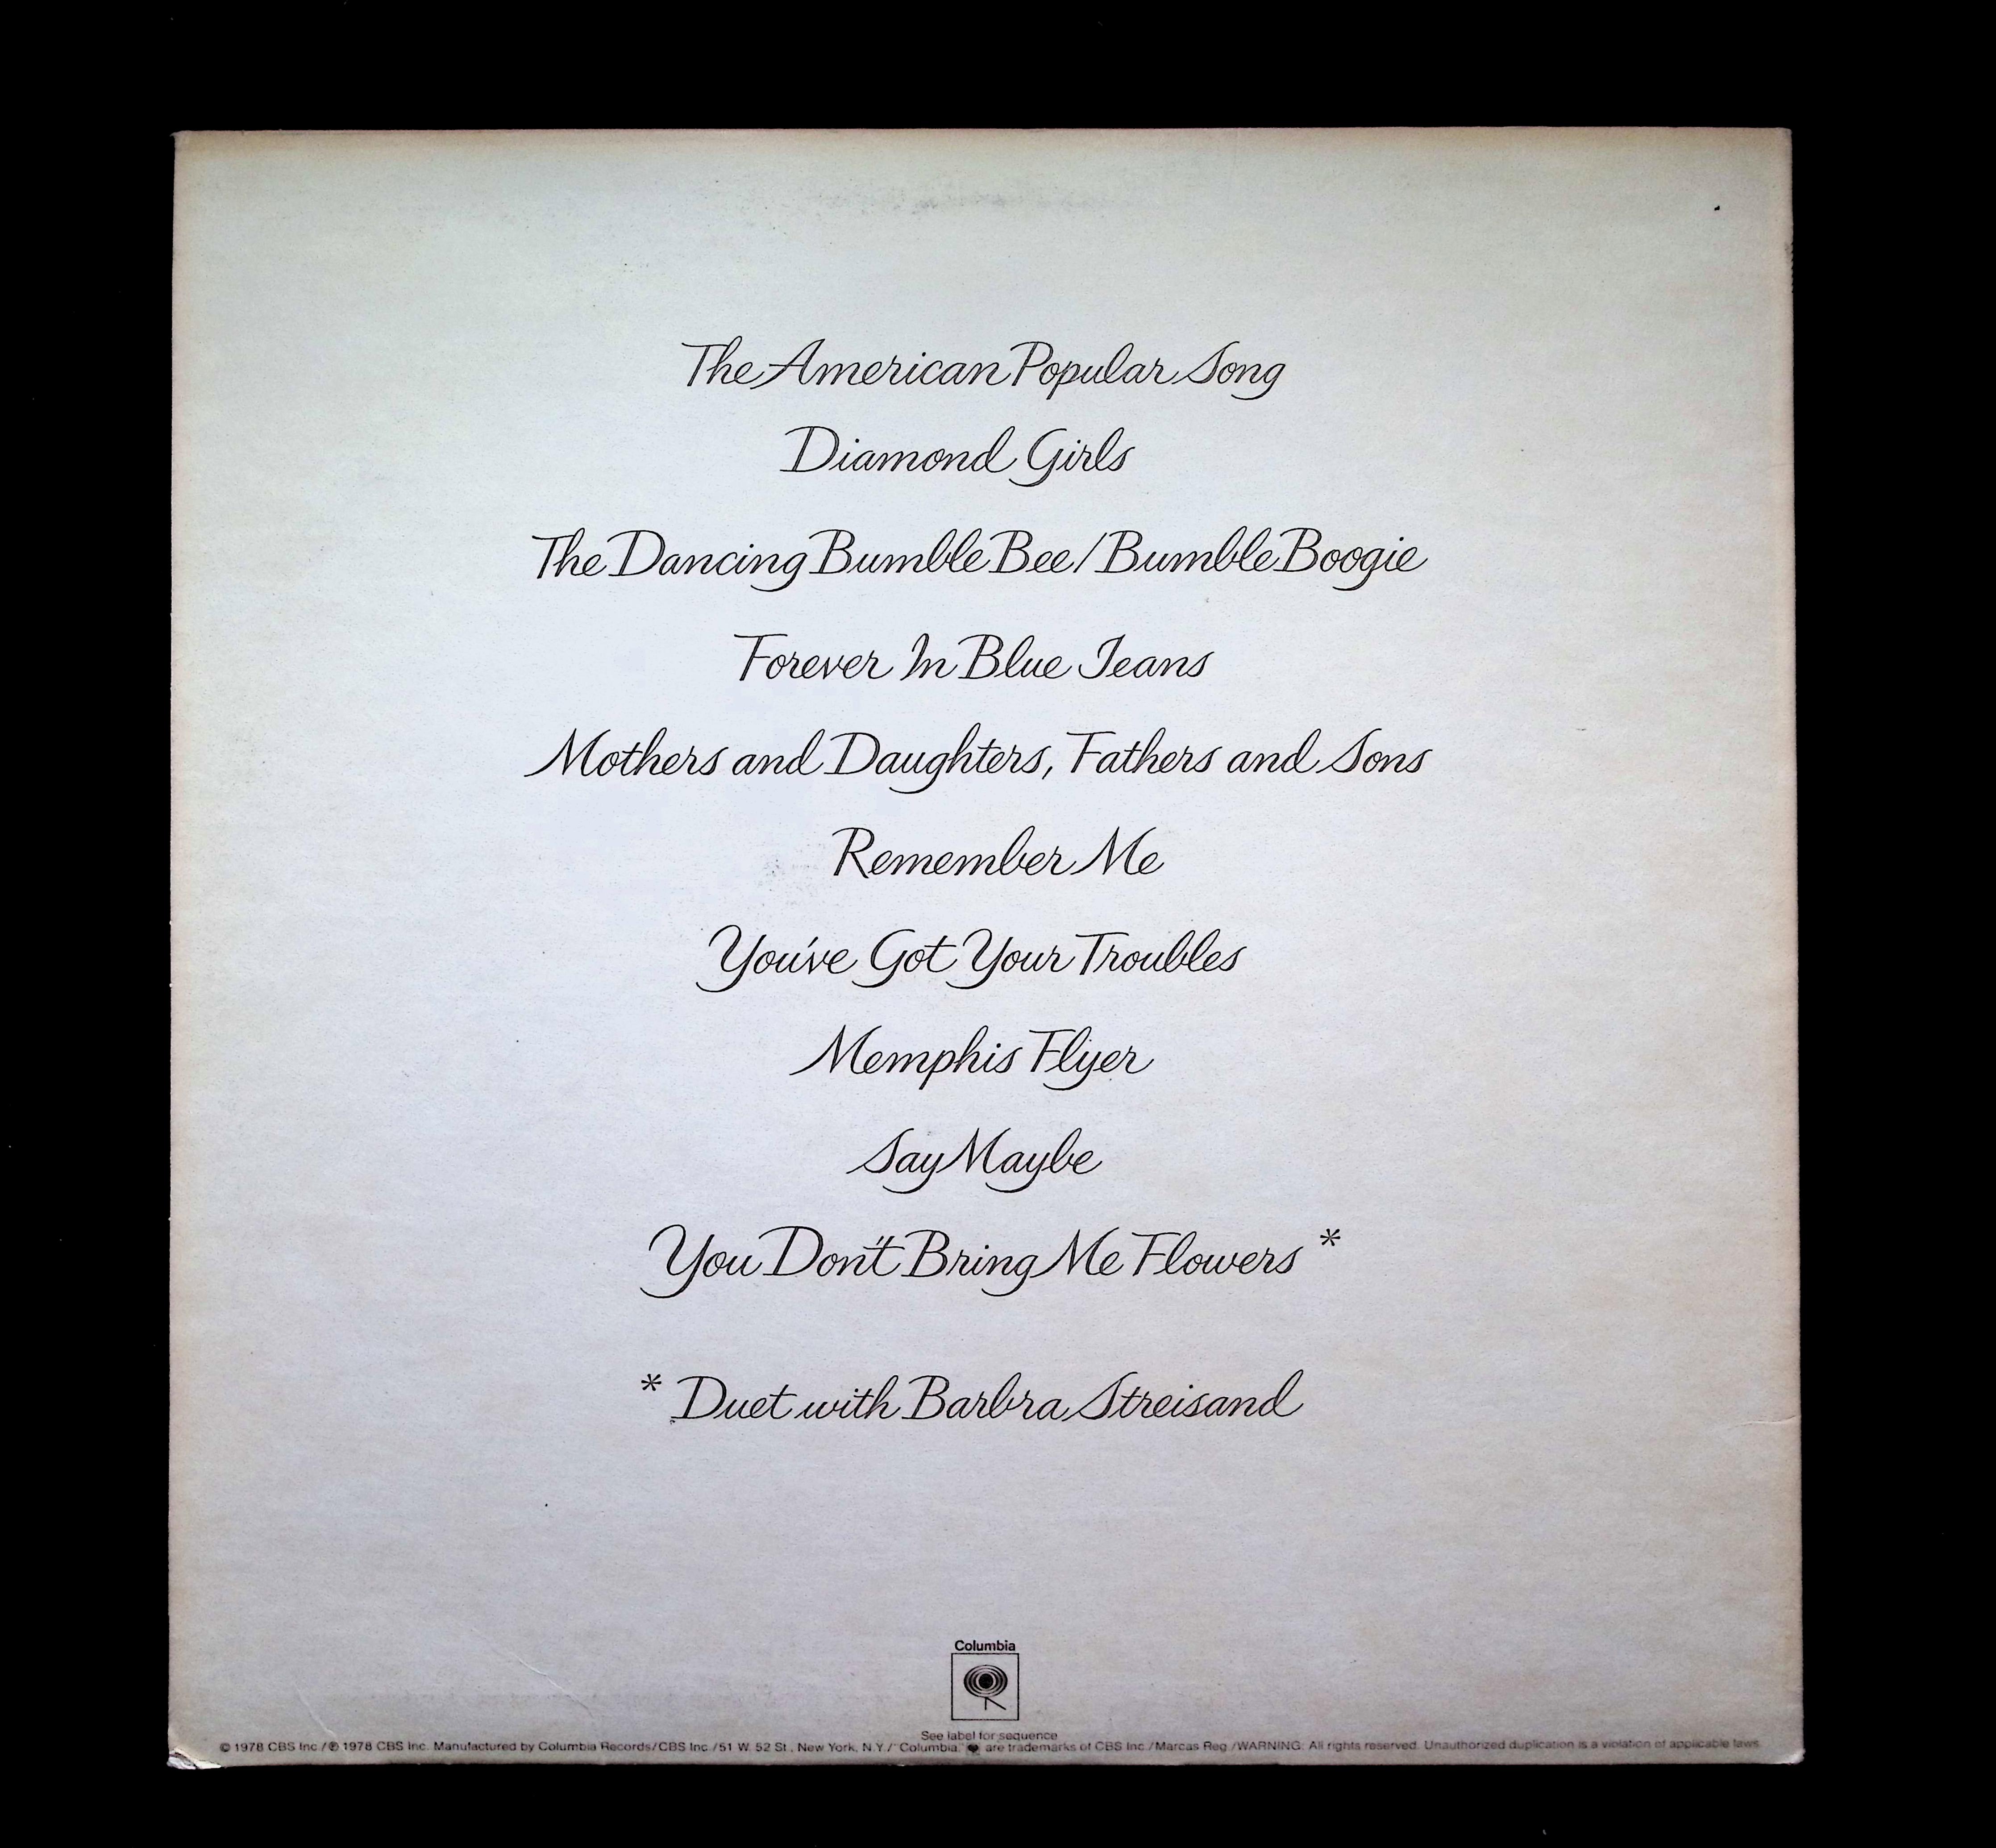 The American Popular Song
Diamond Girls
The Dancing Bumble Bee/Bumble Boogie
Forever In Blue Jeans
Mothers and Daughters, Fathers and Sons
Remember Me
You've Got Your Troubles
Memphis Flyer
Say Maybe
You Don't Bring Me Flowers *
* Duet with Barbra Streisand
Columbia
See label for sequence
© 1978 CBS Inc./℗ 1978 CBS Inc. Manufactured by Columbia Records/CBS Inc./51 W. 52 St., New York, N.Y./"Columbia," are trademarks of CBS Inc./Marcas Reg./WARNING: All rights reserved. Unauthorized duplication is a violation of applicable laws.